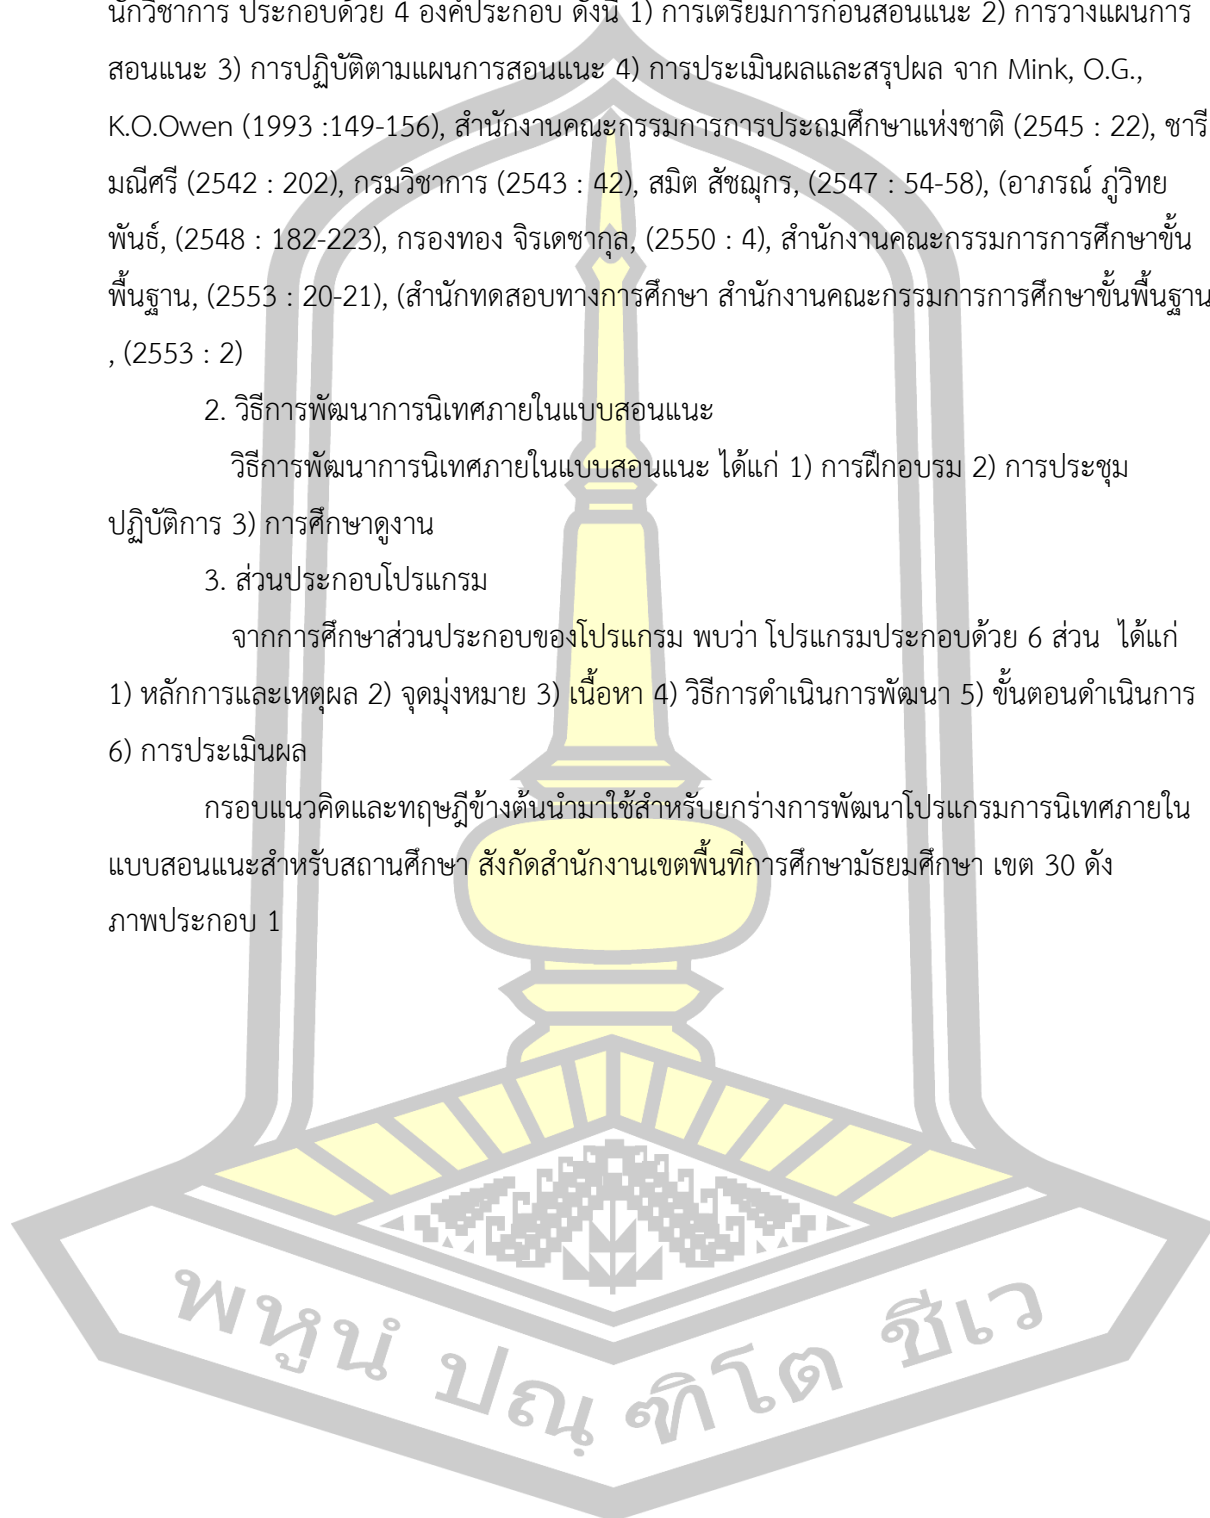 นักวิชาการ ประกอบด้วย 4 องค์ประกอบ ดังนี้ 1) การเตรียมการก่อนสอนแนะ 2) การวางแผนการ
สอนแนะ 3) การปฏิบัติตามแผนการสอนแนะ 4) การประเมินผลและสรุปผล จาก Mink, O.G.,
K.O.Owen (1993 :149-156), สำนักงานคณะกรรมการการประถมศึกษาแห่งชาติ (2545 : 22), ชารี
มณีศรี (2542 : 202), กรมวิชาการ (2543 : 42), สมิต สัชฌุกร, (2547 : 54-58), (อาภรณ์ ภู่วิทย
พันธ์, (2548 : 182-223), กรองทอง จิรเดชากุล, (2550 : 4), สำนักงานคณะกรรมการการศึกษาขั้น
พื้นฐาน, (2553 : 20-21), (สำนักทดสอบทางการศึกษา สำนักงานคณะกรรมการการศึกษาขั้นพื้นฐาน
, (2553 : 2)
2. วิธีการพัฒนาการนิเทศภายในแบบสอนแนะ
วิธีการพัฒนาการนิเทศภายในแบบสอนแนะ ได้แก่ 1) การฝึกอบรม 2) การประชุม
ปฏิบัติการ 3) การศึกษาดูงาน
3. ส่วนประกอบโปรแกรม
จากการศึกษาส่วนประกอบของโปรแกรม พบว่า โปรแกรมประกอบด้วย 6 ส่วน ได้แก่
1) หลักการและเหตุผล 2) จุดมุ่งหมาย 3) เนื้อหา 4) วิธีการดำเนินการพัฒนา 5) ขั้นตอนดำเนินการ
6) การประเมินผล
กรอบแนวคิดและทฤษฎีข้างต้นนำมาใช้สำหรับยกร่างการพัฒนาโปรแกรมการนิเทศภายใน
แบบสอนแนะสำหรับสถานศึกษา สังกัดสำนักงานเขตพื้นที่การศึกษามัธยมศึกษา เขต 30 ดัง
ภาพประกอบ 1
พหูนํ ปณฺฑิโต ชีเว